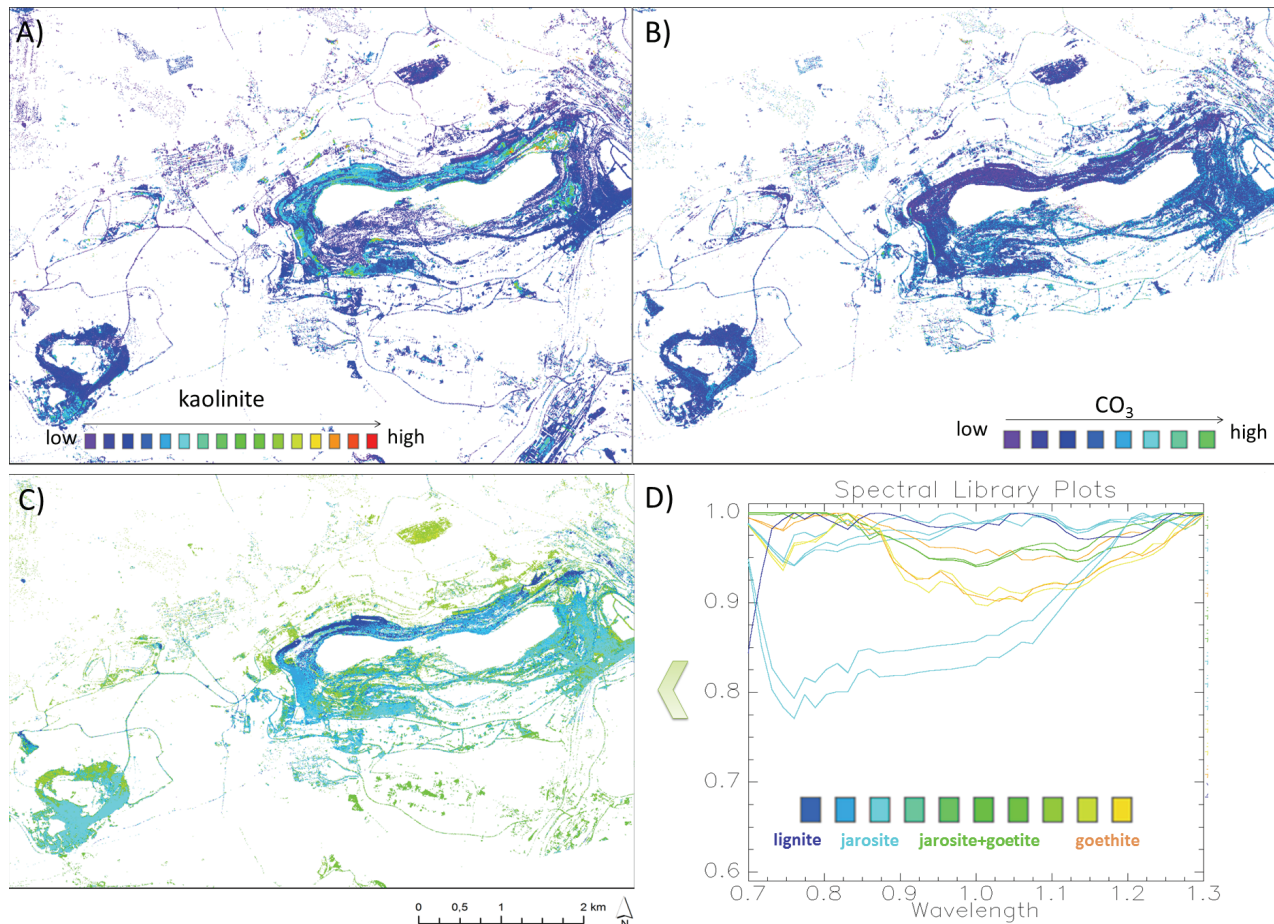 A)
B)
kaolinite
low
high
CO3
low
high
C)
D)
Spectral Library Plots
1.0
0.9
0.8
0.7
0.6
lignite jarosite jarosite+goetite goethite
0.7 0.8 0.9 1.0 1.1 1.2 1.3
Wavelength
0 0,5 1 2 km
N